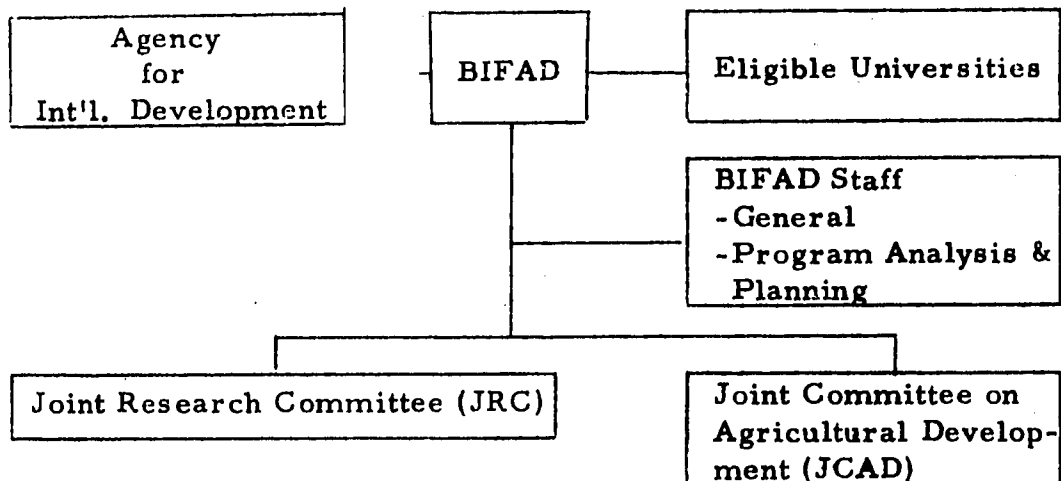 Agency
for
Int'l. Development
BIFAD
Eligible Universities
BIFAD Staff
-General
-Program Analysis &
Planning
Joint Research Committee (JRC)
Joint Committee on
Agricultural Develop-
ment (JCAD)